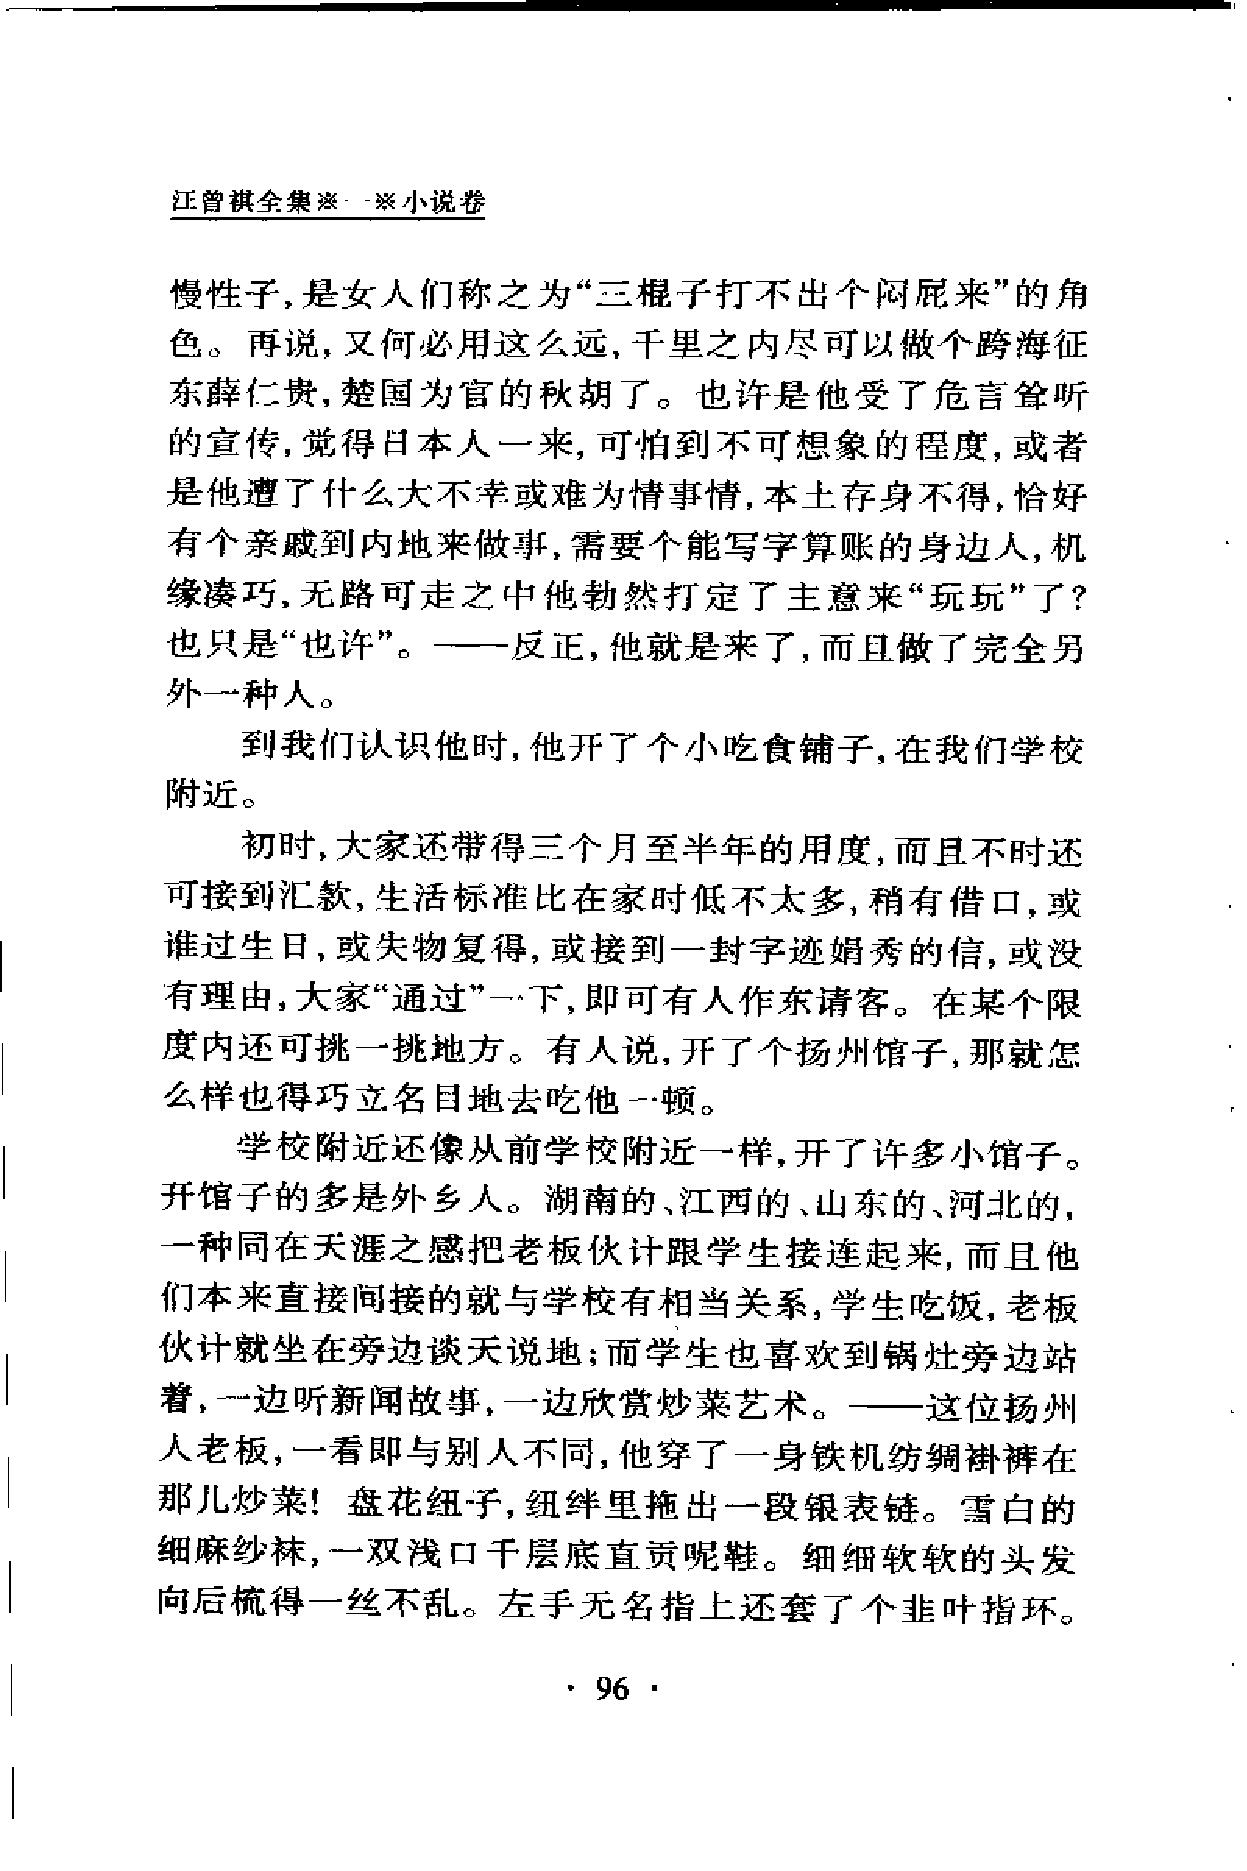 汪曾祺全集※一※小说卷
慢性子,是女人们称之为“三棍子打不出个闷屁来”的角
色。再说,又何必用这么远,千里之内尽可以做个跨海征
东薛仁贵,楚国为官的秋胡了。也许是他受了危言耸听
的宣传,觉得日本人一来,可怕到不可想象的程度,或者
是他遭了什么大不幸或难为情事情,本土存身不得,恰好
有个亲戚到内地来做事,需要个能写字算账的身边人,机
缘凑巧,无路可走之中他勃然打定了主意来“玩玩”了?
也只是“也许”。——反正,他就是来了,而且做了完全另
外一种人。
到我们认识他时,他开了个小吃食铺子,在我们学校
附近。
初时,大家还带得三个月至半年的用度,而且不时还
可接到汇款,生活标准比在家时低不太多,稍有借口,或
谁过生日,或失物复得,或接到一封字迹娟秀的信,或没
有理由,大家“通过”一下,即可有人作东请客。在某个限
度内还可挑一挑地方。有人说,开了个扬州馆子,那就怎
么样也得巧立名目地去吃他一顿。
学校附近还像从前学校附近一样,开了许多小馆子。
开馆子的多是外乡人。湖南的、江西的、山东的、河北的,
一种同在天涯之感把老板伙计跟学生接连起来,而且他
们本来直接间接的就与学校有相当关系,学生吃饭,老板
伙计就坐在旁边谈天说地;而学生也喜欢到锅灶旁边站
着,一边听新闻故事,一边欣赏炒菜艺术。——这位扬州
人老板,一看即与别人不同,他穿了一身铁机纺绸褂裤在
那儿炒菜! 盘花纽子,纽绊里拖出一段银表链。雪白的
细麻纱袜,一双浅口千层底直贡呢鞋。细细软软的头发
向后梳得一丝不乱。左手无名指上还套了个韭叶指环。
· 96 ·